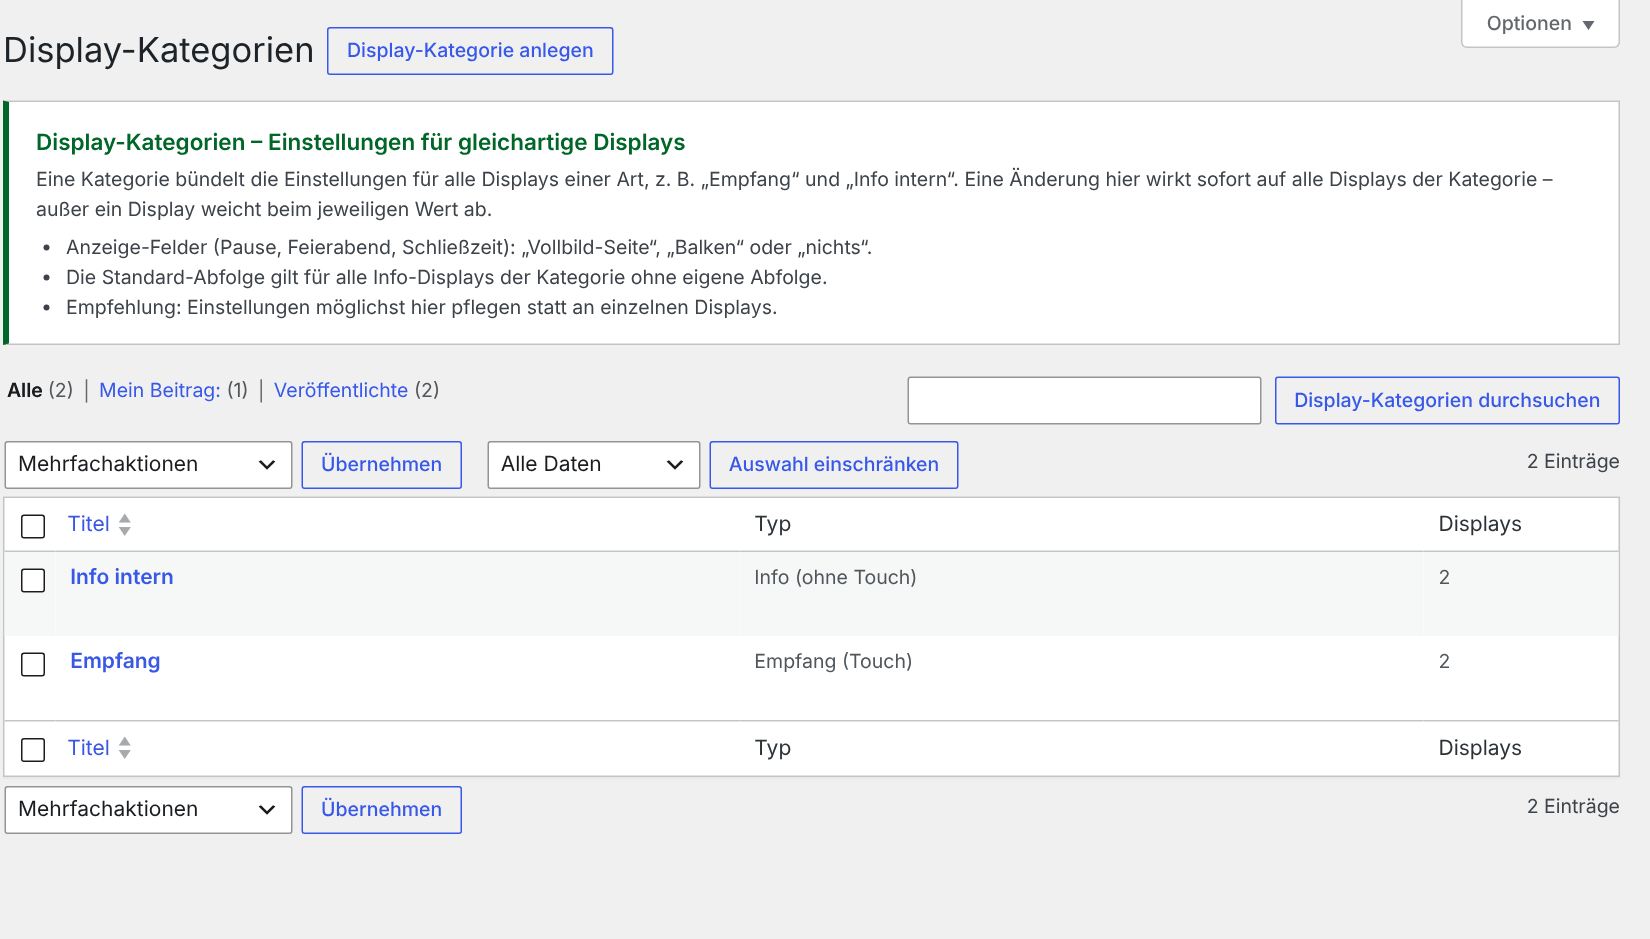 Optionen
Display-Kategorien Display-Kategorie anlegen
Display-Kategorien – Einstellungen für gleichartige Displays
Eine Kategorie bündelt die Einstellungen für alle Displays einer Art, z. B. „Empfang“ und „Info intern“. Eine Änderung hier wirkt sofort auf alle Displays der Kategorie –
außer ein Display weicht beim jeweiligen Wert ab.
• Anzeige-Felder (Pause, Feierabend, Schließzeit): „Vollbild-Seite“, „Balken“ oder „nichts“.
• Die Standard-Abfolge gilt für alle Info-Displays der Kategorie ohne eigene Abfolge.
• Empfehlung: Einstellungen möglichst hier pflegen statt an einzelnen Displays.
Alle (2) | Mein Beitrag: (1) | Veröffentlichte (2) Display-Kategorien durchsuchen
Mehrfachaktionen Übernehmen Alle Daten Auswahl einschränken 2 Einträge
Titel Typ Displays
Info intern Info (ohne Touch) 2
Empfang Empfang (Touch) 2
Titel Typ Displays
Mehrfachaktionen Übernehmen 2 Einträge